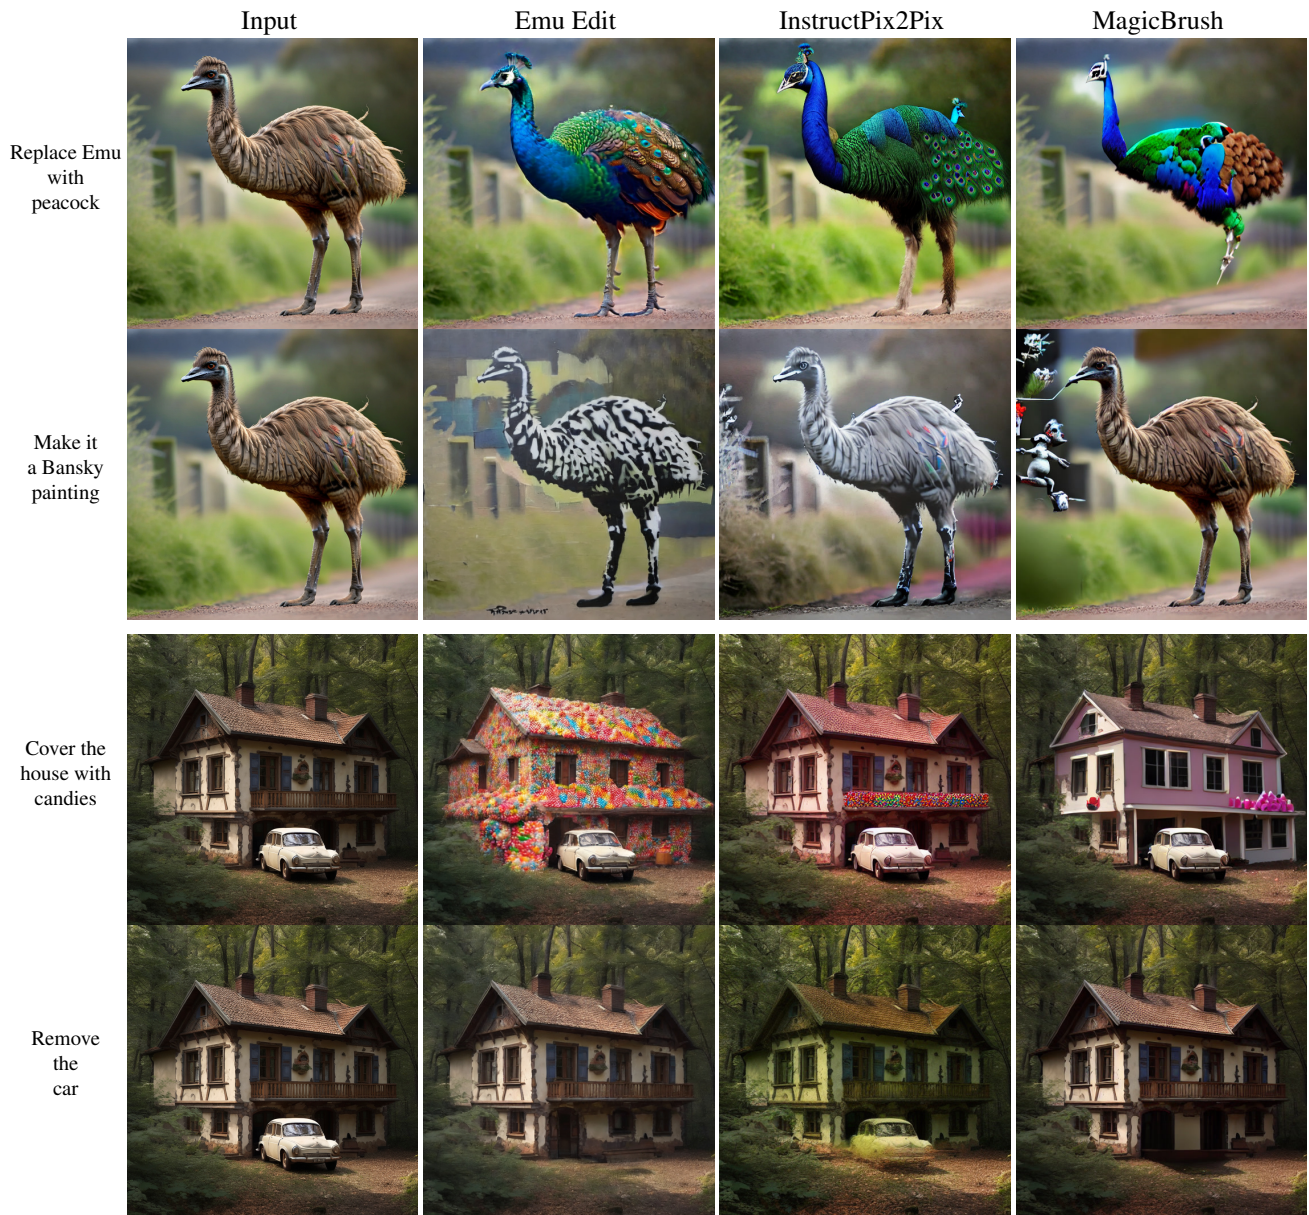 Input Emu Edit InstructPix2Pix MagicBrush
Replace Emu
with
peacock
Make it
a Bansky
painting
Cover the
house with
candies
Remove
the
car